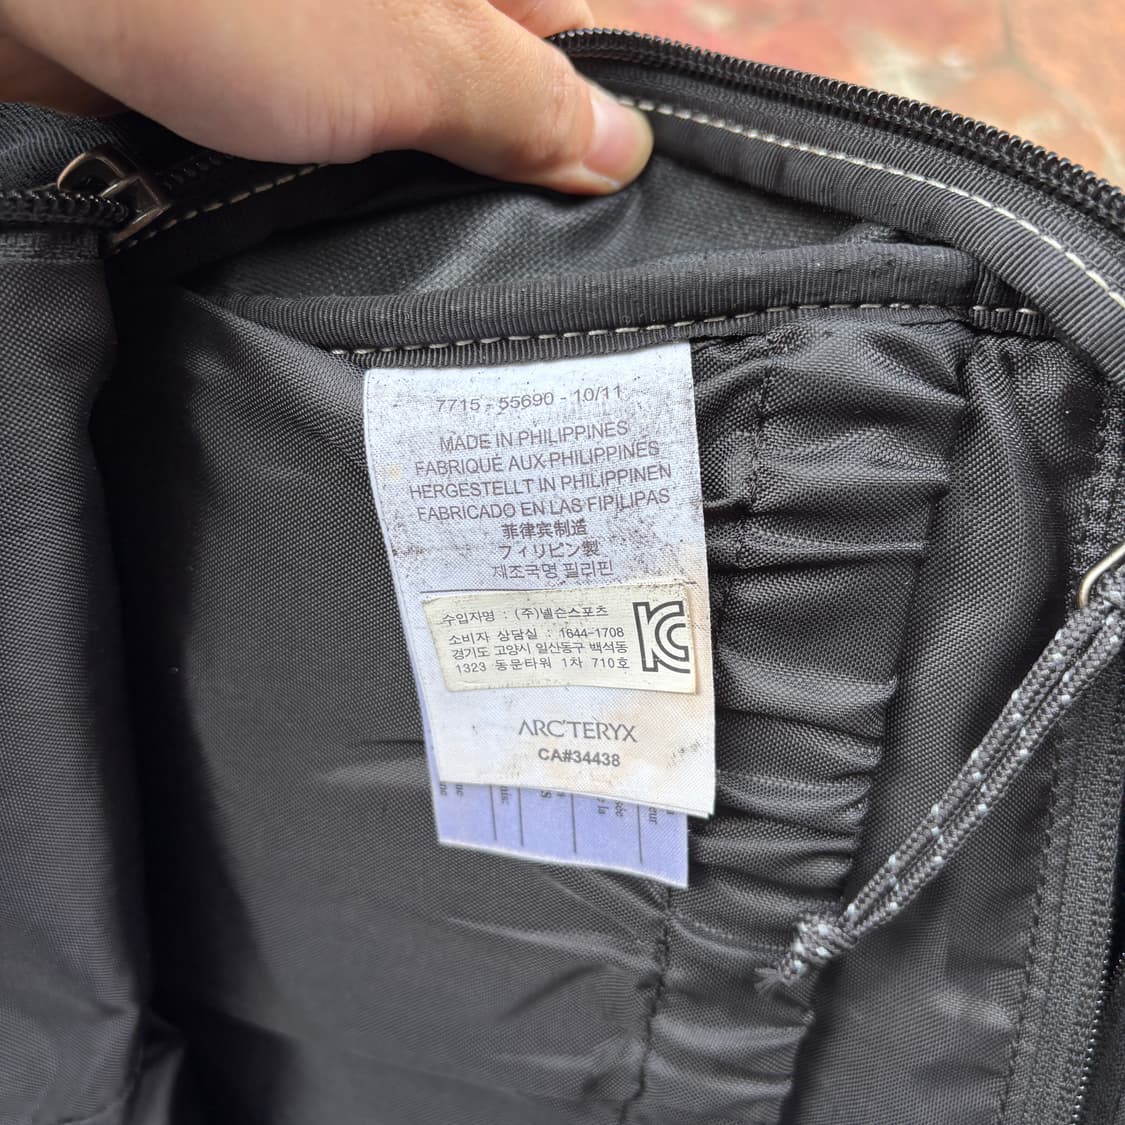 7715 - 55690 - 10/11
MADE IN PHILIPPINES
FABRIQUE AUX PHILIPPINES
HERGESTELLT IN PHILIPPINEN
FABRICADO EN LAS FIPILIPAS
菲律宾制造
フィリピン製
제조국명 필리핀
수입자명 : (주)넬슨스포츠
소비자 상담실 : 1644-1708
경기도 고양시 일산동구 백석동
1323 동문타워 1차 710호
ARC'TERYX
CA#34438